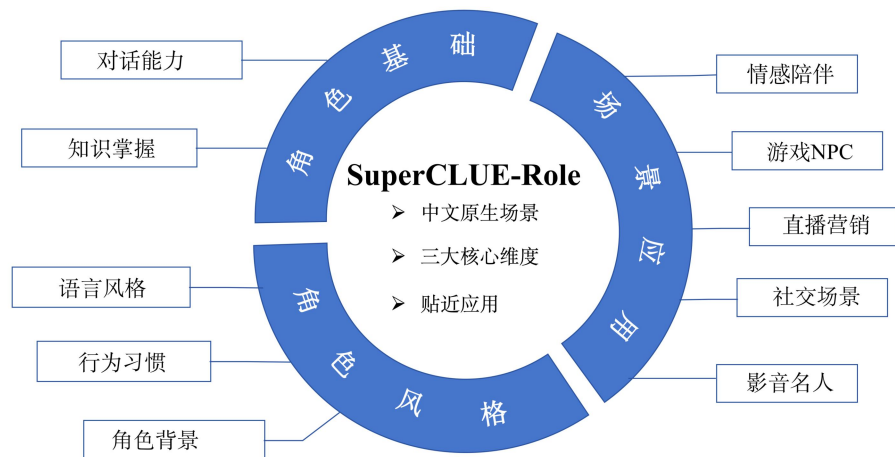 角色基础
对话能力
知识掌握
场景应用
情感陪伴
游戏NPC
直播营销
社交场景
影音名人
SuperCLUE-Role
➤ 中文原生场景
➤ 三大核心维度
➤ 贴近应用
角色风格
语言风格
行为习惯
角色背景